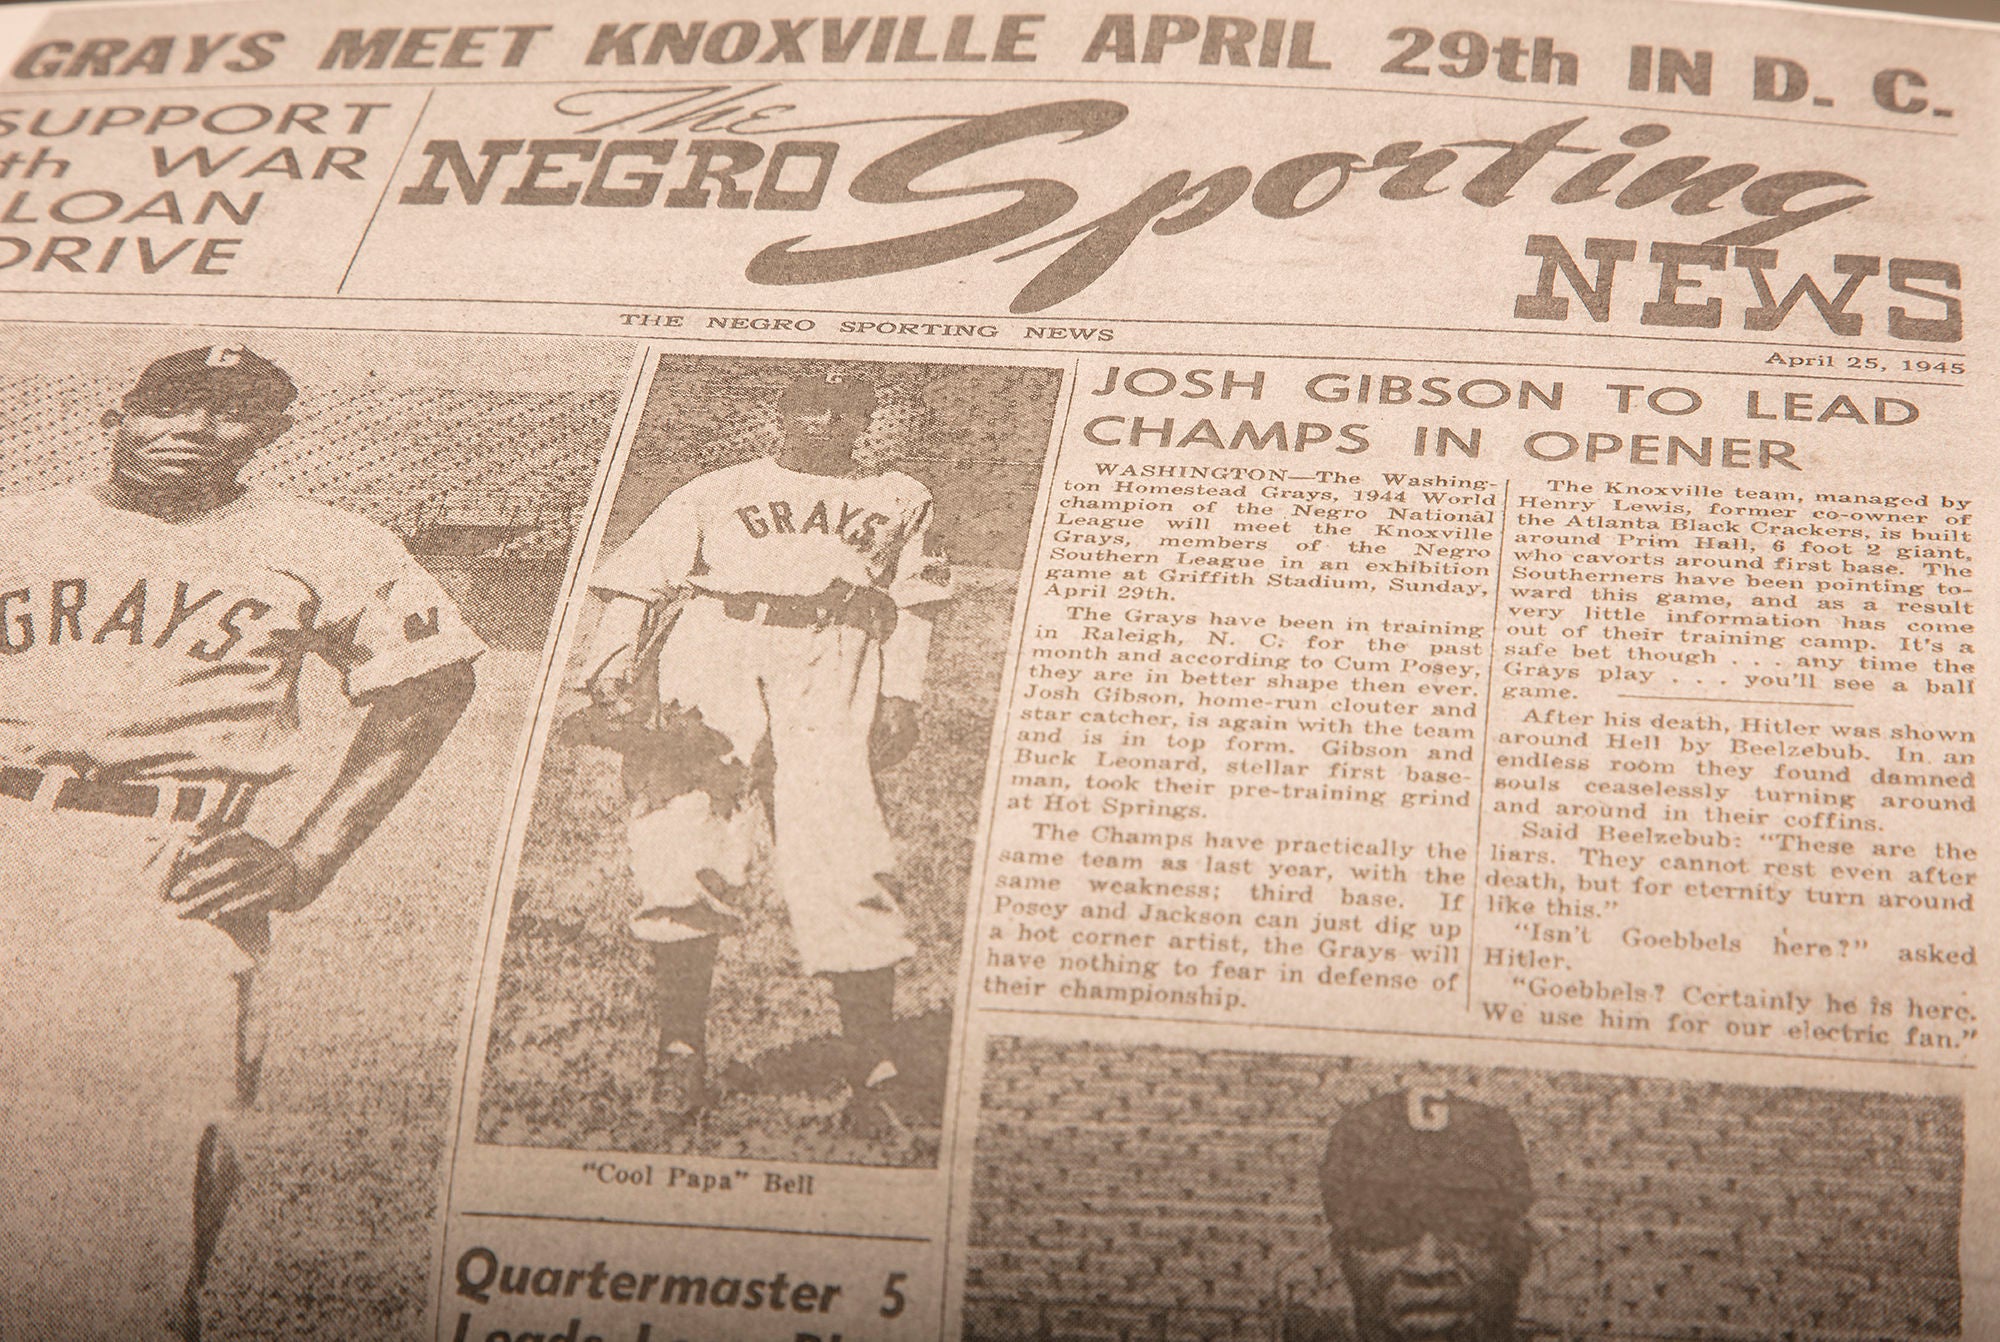 GRAYS MEET KNOXVILLE APRIL 29th IN D. C.
SUPPORT
th WAR
LOAN
DRIVE
The
NEGRO Sporting
NEWS
THE NEGRO SPORTING NEWS
April 25, 1945
G
GRAYS
G
GRAYS
"Cool Papa" Bell
Quartermaster 5
JOSH GIBSON TO LEAD
CHAMPS IN OPENER
WASHINGTON—The Washing-
ton Homestead Grays, 1944 World
champion of the Negro National
League will meet the Knoxville
Grays, members of the Negro
Southern League in an exhibition
game at Griffith Stadium, Sunday,
April 29th.
The Grays have been in training
in Raleigh, N. C. for the past
month and according to Cum Posey,
they are in better shape then ever.
Josh Gibson, home-run clouter and
star catcher, is again with the team
and is in top form. Gibson and
Buck Leonard, stellar first base-
man, took their pre-training grind
at Hot Springs.
The Champs have practically the
same team as last year, with the
same weakness; third base. If
Posey and Jackson can just dig up
a hot corner artist, the Grays will
have nothing to fear in defense of
their championship.
The Knoxville team, managed by
Henry Lewis, former co-owner of
the Atlanta Black Crackers, is built
around Prim Hall, 6 foot 2 giant,
who cavorts around first base. The
Southerners have been pointing to-
ward this game, and as a result
very little information has come
out of their training camp. It's a
safe bet though . . . any time the
Grays play . . . you'll see a ball
game.
After his death, Hitler was shown
around Hell by Beelzebub. In an
endless room they found damned
souls ceaselessly turning around
and around in their coffins.
Said Beelzebub: "These are the
liars. They cannot rest even after
death, but for eternity turn around
like this."
"Isn't Goebbels here?" asked
Hitler.
"Goebbels? Certainly he is here.
We use him for our electric fan."
G